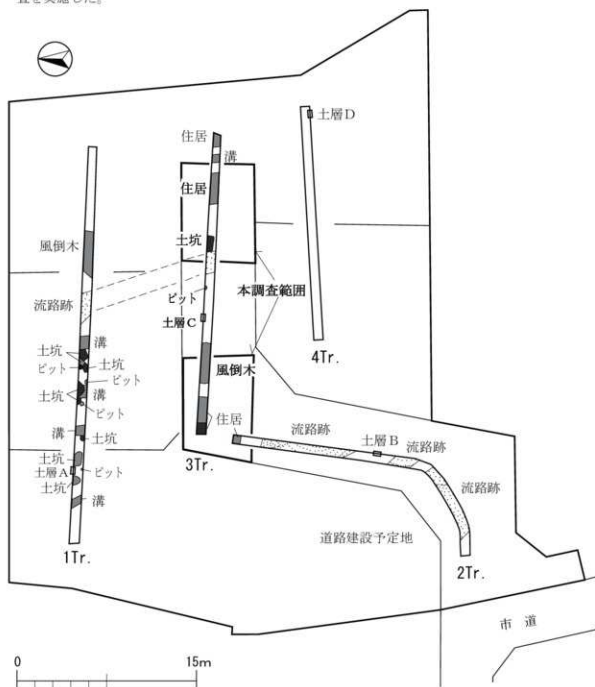 査を実施した。
土層D
住居
溝
住居
風倒木
土坑
本調査範囲
流路跡
ピット
土層C
4Tr.
溝
土坑
ピット
土坑
ピット
風倒木
土坑
溝
ピット
住居
溝
土坑
流路跡
土層B
流路跡
3Tr.
土坑
土層A
ピット
土坑
流路跡
溝
道路建設予定地
1Tr.
2Tr.
市 道
0
15m